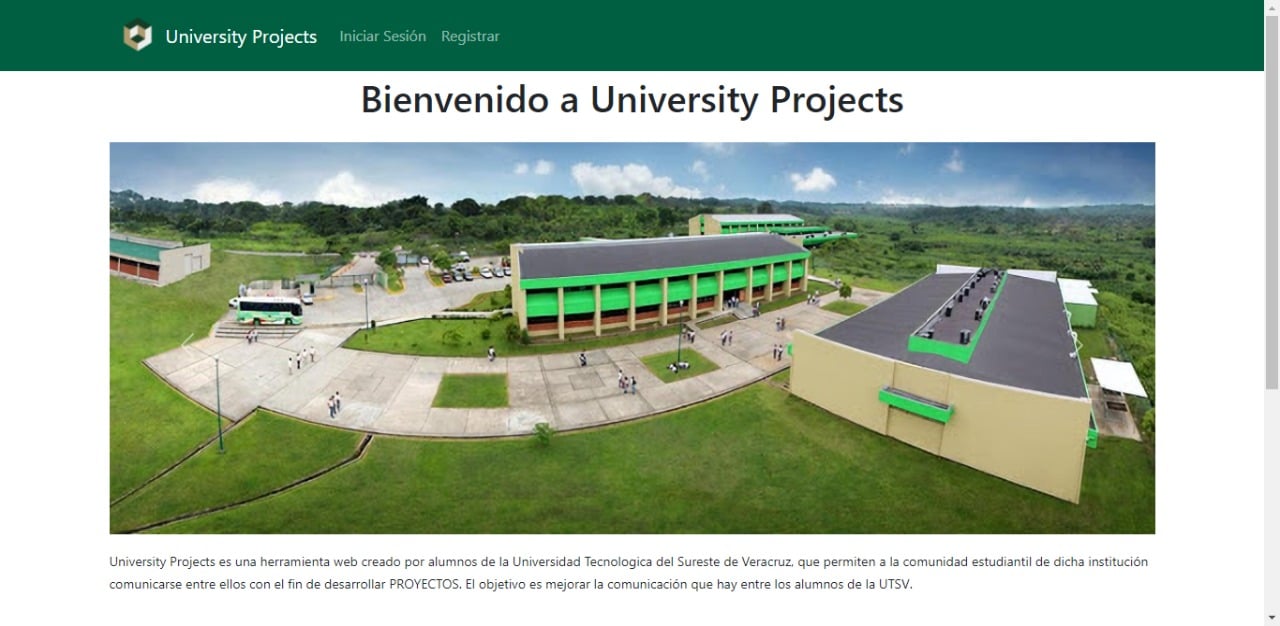 University Projects Iniciar Sesión Registrar
Bienvenido a University Projects
University Projects es una herramienta web creado por alumnos de la Universidad Tecnologica del Sureste de Veracruz, que permiten a la comunidad estudiantil de dicha institución
comunicarse entre ellos con el fin de desarrollar PROYECTOS. El objetivo es mejorar la comunicación que hay entre los alumnos de la UTSV.